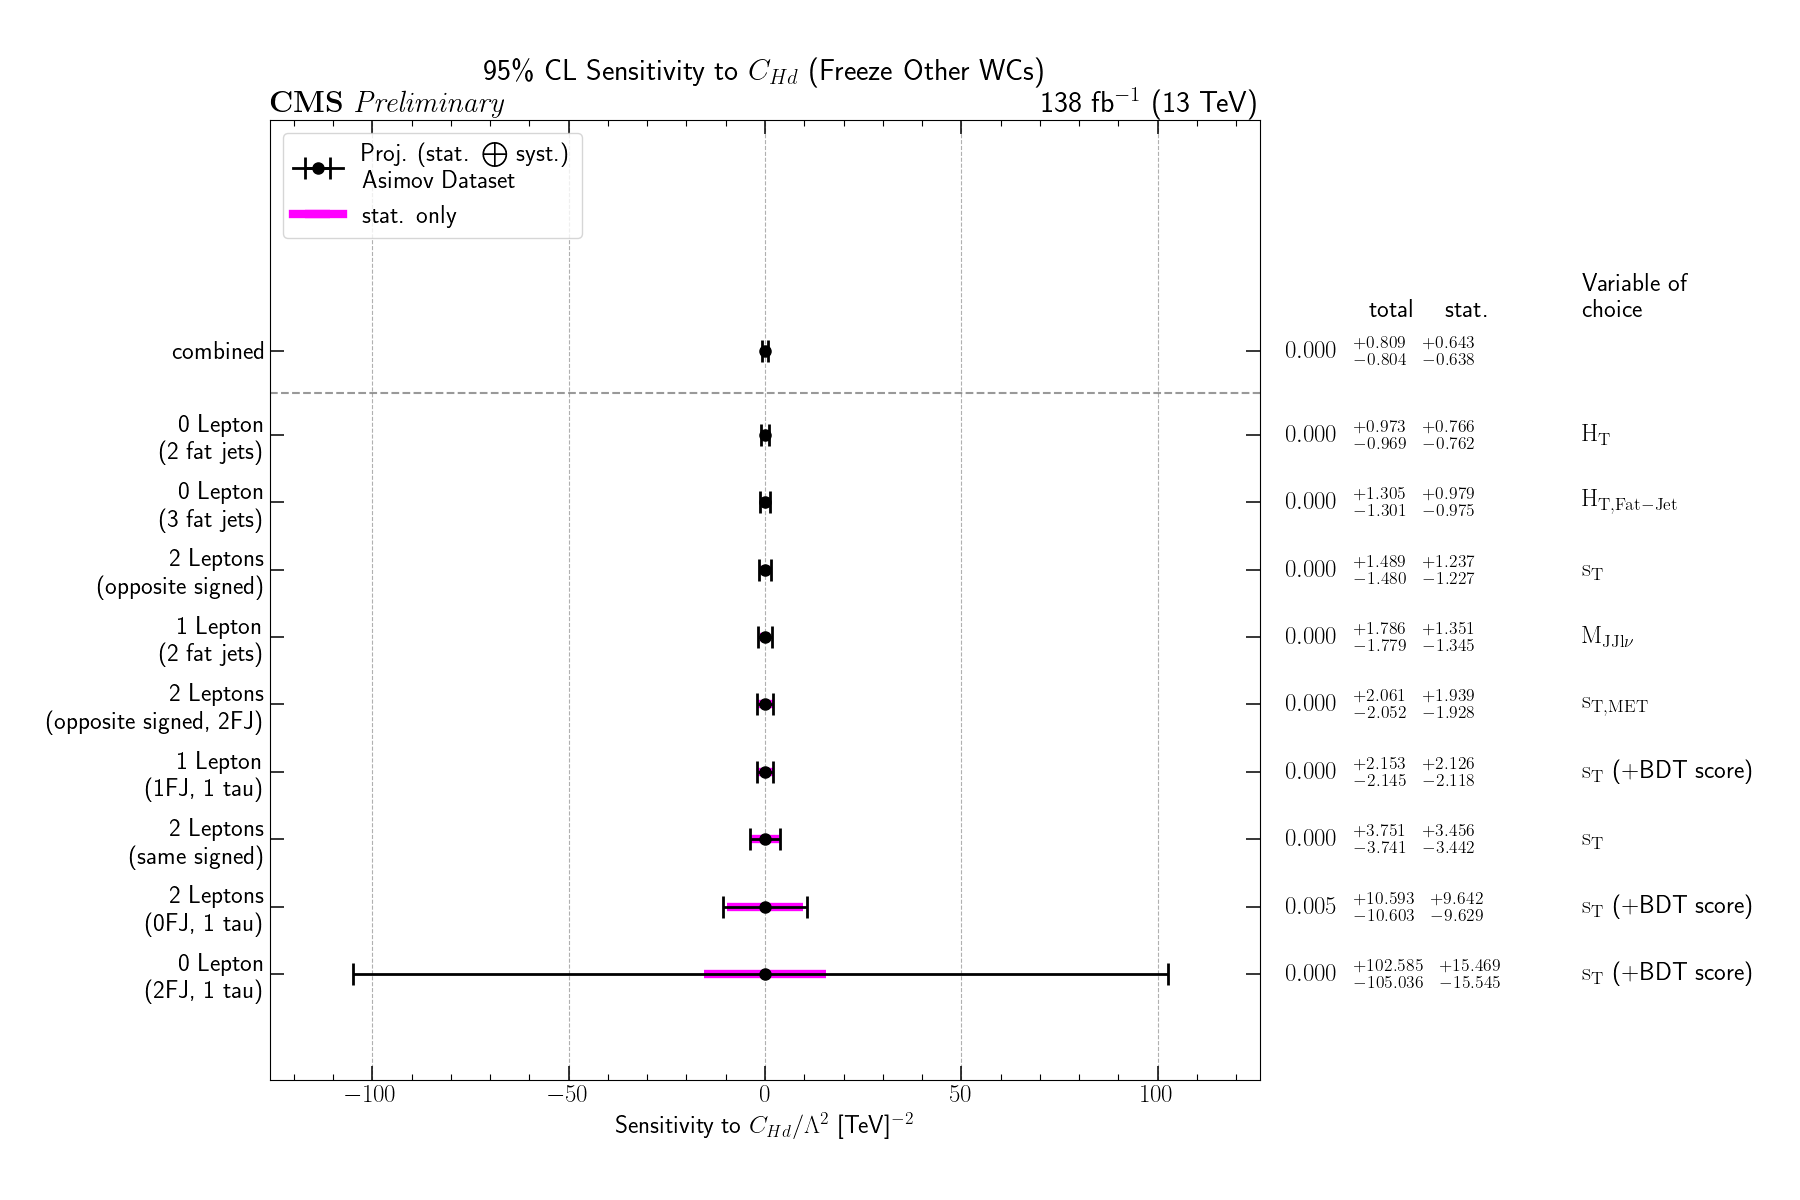 95% CL Sensitivity to C_{Hd} (Freeze Other WCs)
CMS Preliminary 138 fb^{−1} (13 TeV)
Proj. (stat. ⨁ syst.)
Asimov Dataset
stat. only
Variable of
total stat. choice
combined 0.000 +0.809 −0.804 +0.643 −0.638
0 Lepton
(2 fat jets) 0.000 +0.973 −0.969 +0.766 −0.762 H_T
0 Lepton
(3 fat jets) 0.000 +1.305 −1.301 +0.979 −0.975 H_{T,Fat−Jet}
2 Leptons
(opposite signed) 0.000 +1.489 −1.480 +1.237 −1.227 s_T
1 Lepton
(2 fat jets) 0.000 +1.786 −1.779 +1.351 −1.345 M_{JJlν}
2 Leptons
(opposite signed, 2FJ) 0.000 +2.061 −2.052 +1.939 −1.928 s_{T,MET}
1 Lepton
(1FJ, 1 tau) 0.000 +2.153 −2.145 +2.126 −2.118 s_T (+BDT score)
2 Leptons
(same signed) 0.000 +3.751 −3.741 +3.456 −3.442 s_T
2 Leptons
(0FJ, 1 tau) 0.005 +10.593 −10.603 +9.642 −9.629 s_T (+BDT score)
0 Lepton
(2FJ, 1 tau) 0.000 +102.585 −105.036 +15.469 −15.545 s_T (+BDT score)
−100 −50 0 50 100
Sensitivity to C_{Hd}/Λ^2 [TeV]^{−2}